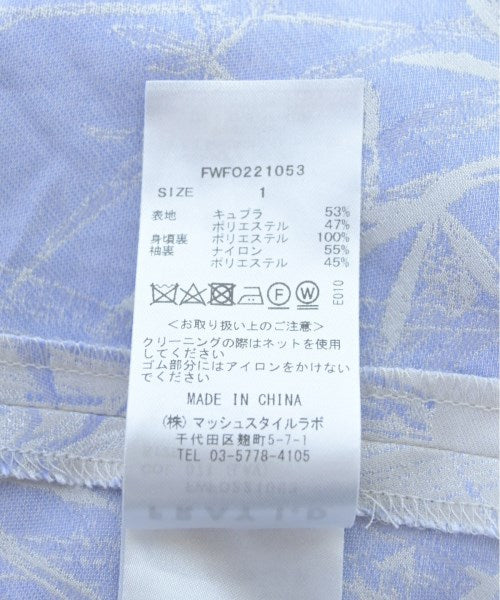 FWFO221053
SIZE 1
表地 キュプラ 53%
ポリエステル 47%
身頃裏 ポリエステル 100%
袖裏 ナイロン 55%
ポリエステル 45%
F W E010
<お取り扱い上のご注意>
クリーニングの際はネットを使用
してください
ゴム部分にはアイロンをかけない
でください
MADE IN CHINA
(株) マッシュスタイルラボ
千代田区麹町5-7-1
TEL 03-5778-4105
FWFO221053